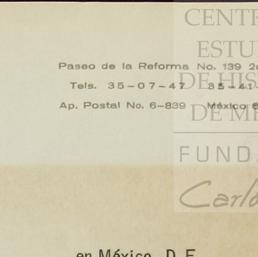 CENTR
ESTU
Paseo de la Reforma No. 139 2
DE HIS
Tels. 35-07-47 35-41-
Ap. Postal No. 6-839 México 
DE M
FUND
Carlo
en México, D.F.